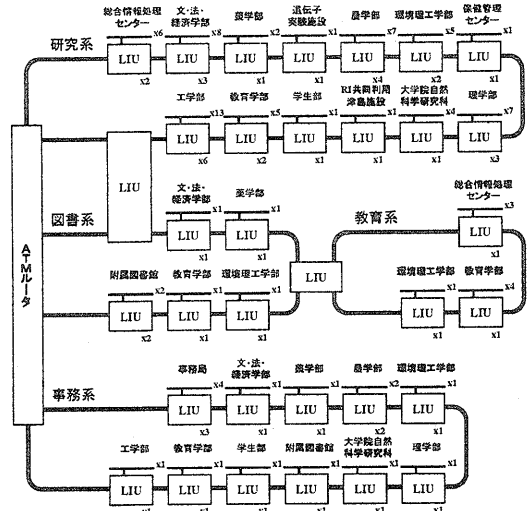 総合情報処理
センター
文・法・
経済学部
薬学部
遺伝子
実験施設
農学部
環境理工学部
保健管理
センター
研究系
x6 x8 x2 x1 x7 x5 x1
LIU LIU LIU LIU LIU LIU LIU
x2 x3 x1 x1 x4 x1 x1
工学部
教育学部
学生部
RI共同利用
津島施設
大学院自然
科学研究科
理学部
x13 x5 x1 x1 x4 x7
LIU LIU LIU LIU LIU LIU
x6 x2 x1 x1 x1 x3
LIU
ATMルータ
図書系
文・法・
経済学部
薬学部
x1 x1
LIU LIU
x1 x1
教育系
総合情報処理
センター
x3
LIU
x1
LIU
附属図書館
教育学部
環境理工学部
x2 x1 x1
LIU LIU LIU
x2 x1 x1
環境理工学部
教育学部
x1 x4
LIU LIU
x1 x1
事務系
事務局
文・法・
経済学部
薬学部
農学部
環境理工学部
x4 x1 x1 x2 x1
LIU LIU LIU LIU LIU
x3 x1 x1 x2 x1
工学部
教育学部
学生部
附属図書館
大学院自然
科学研究科
理学部
x1 x1 x1 x1 x1 x1
LIU LIU LIU LIU LIU LIU
x1 x1 x1 x1 x1 x1